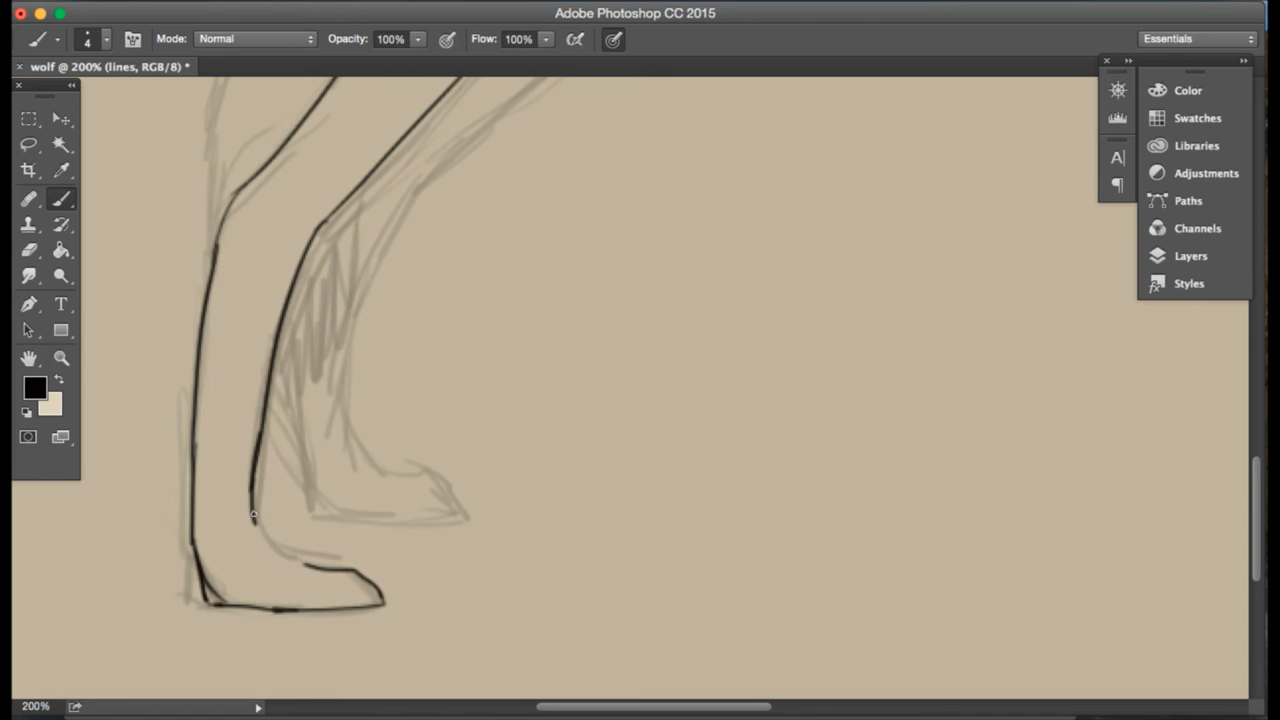 Adobe Photoshop CC 2015
4 Mode: Normal Opacity: 100% Flow: 100% Essentials
wolf @ 200% (lines, RGB/8) *
Color
Swatches
Libraries
Adjustments
Paths
Channels
Layers
Styles
200%